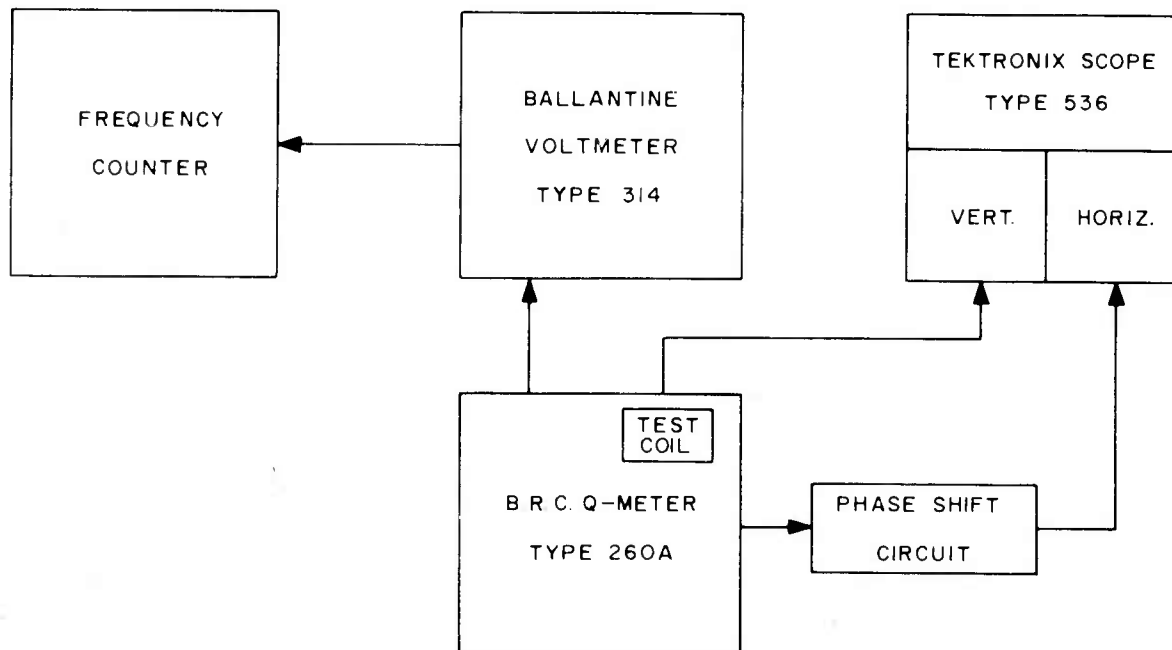 FREQUENCY
COUNTER
BALLANTINE
VOLTMETER
TYPE 314
TEKTRONIX SCOPE
TYPE 536
VERT.
HORIZ.
TEST
COIL
B.R.C. Q-METER
TYPE 260A
PHASE SHIFT
CIRCUIT